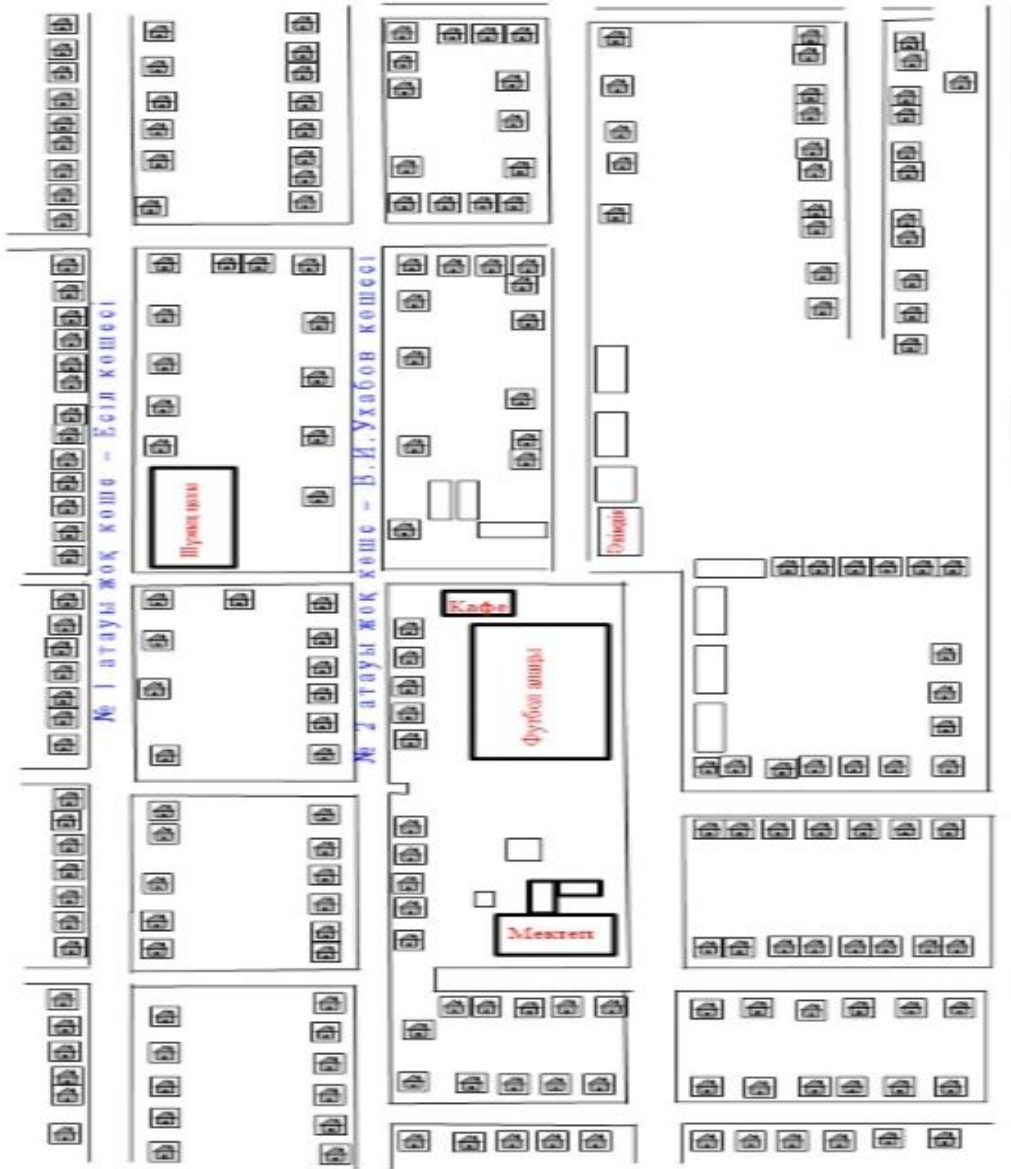 № 1 атауы жоқ көше – Есіл көшесі
№ 2 атауы жоқ көше – В.И.Ухабов көшесі
Кафе
Футбол алаңы
Мектеп